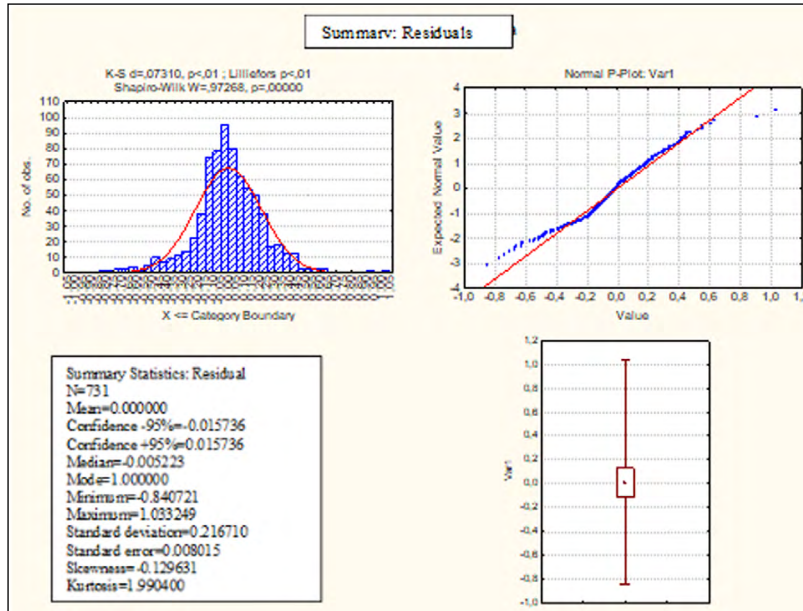 Summary: Residuals
K-S d=,07310, p<,01 ; Lilliefors p<,01
Shapiro-Wilk W=,97268, p=,00000
110
100
90
80
70
60
50
40
30
20
10
0
No. of obs.
X <= Category Boundary
Normal P-Plot: Var1
4
3
2
1
0
-1
-2
-3
-4
Expected Normal Value
-1,0 -0,8 -0,6 -0,4 -0,2 0,0 0,2 0,4 0,6 0,8 1,0 1,2
Value
Summary Statistics: Residual
N=731
Mean=0.000000
Confidence -95%=-0.015736
Confidence +95%=0.015736
Median=-0.005223
Mode=1.000000
Minimum=-0.840721
Maximum=1.033249
Standard deviation=0.216710
Standard error=0.008015
Skewness=-0.129631
Kurtosis=1.990400
1,2
1,0
0,8
0,6
0,4
0,2
0,0
-0,2
-0,4
-0,6
-0,8
-1,0
Var1